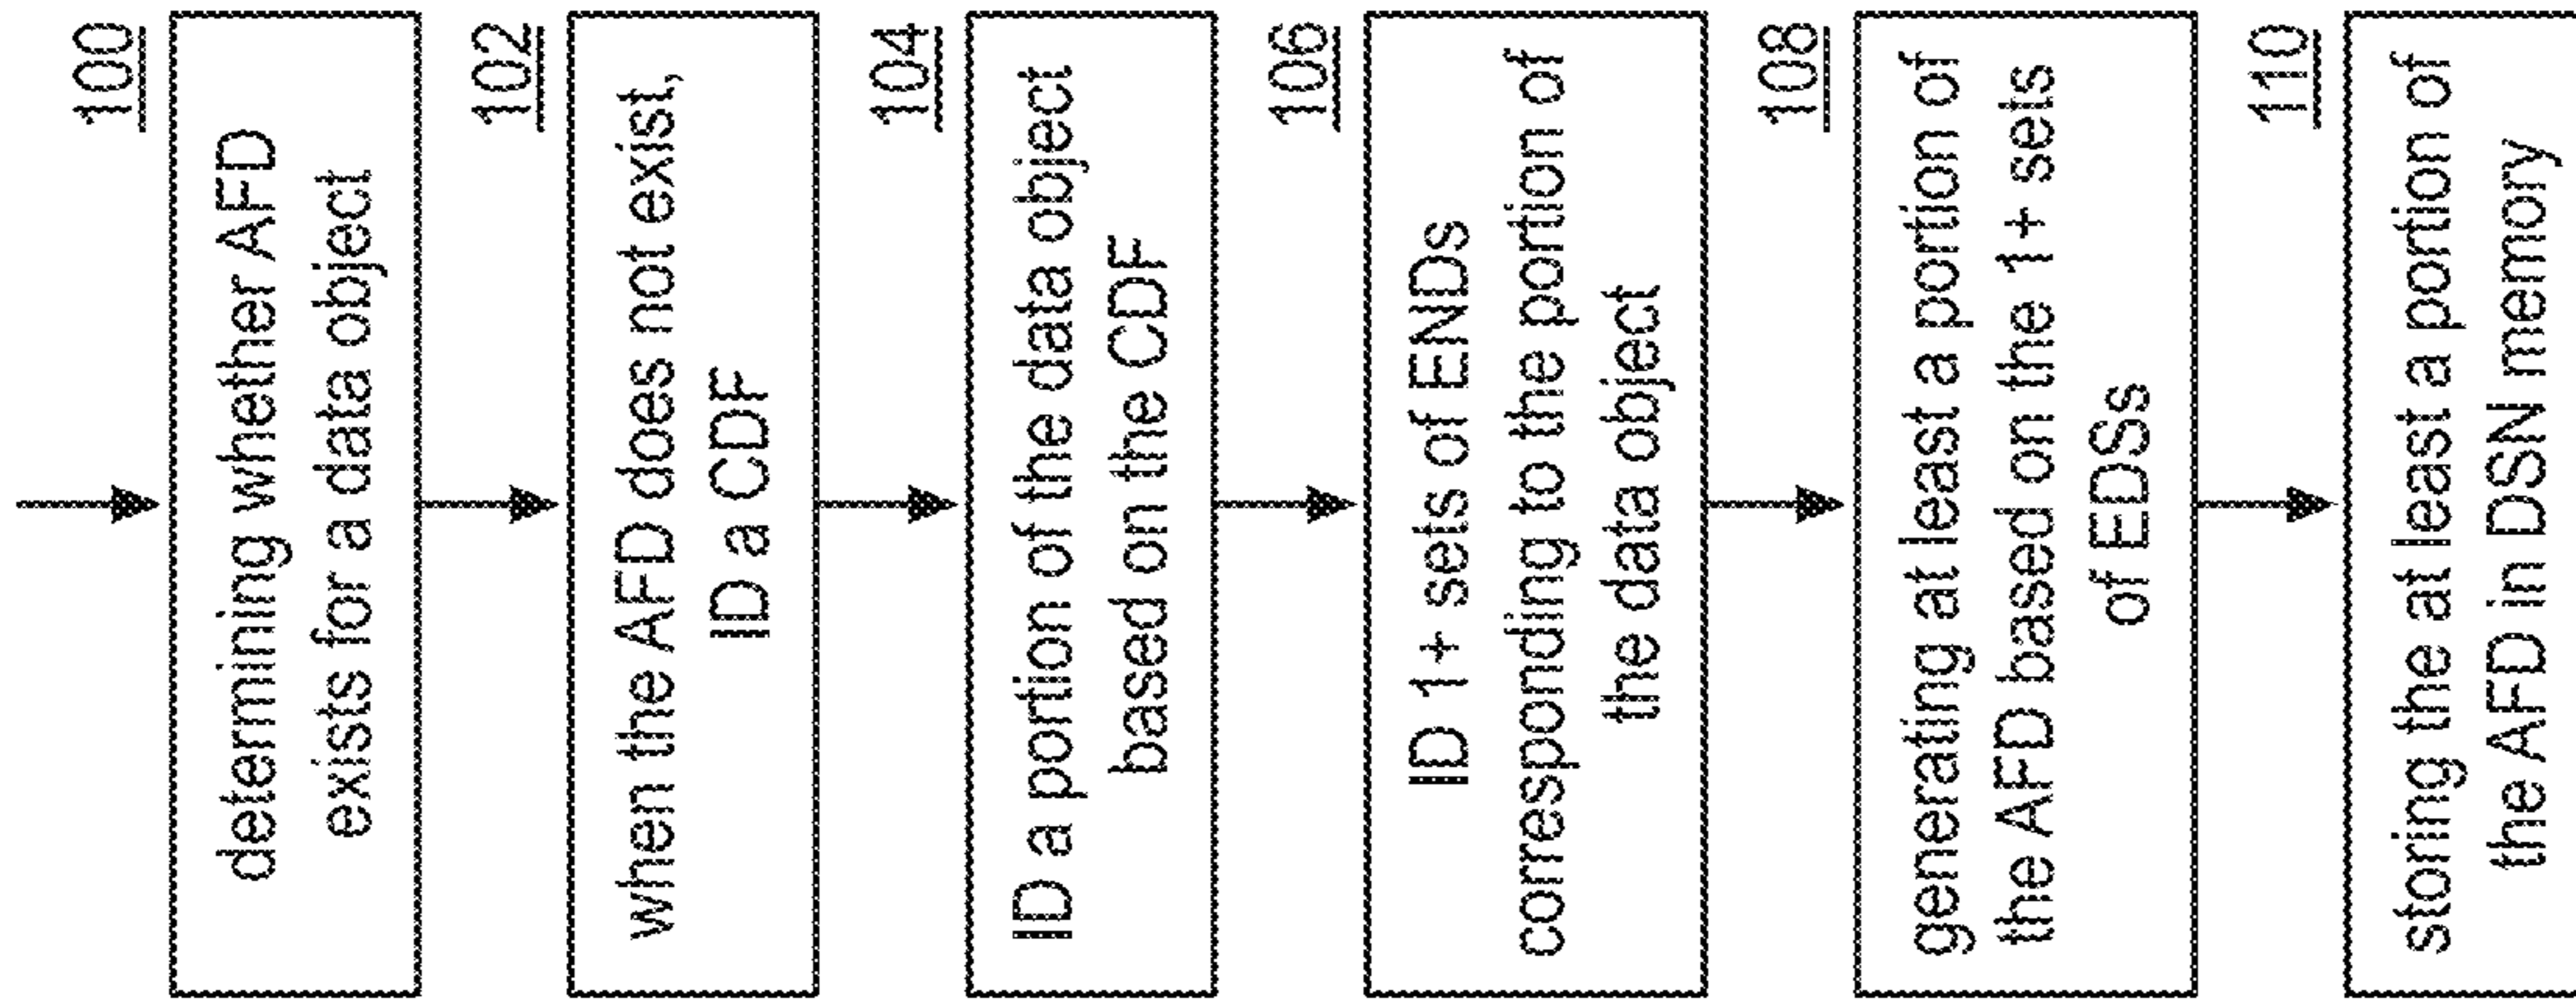 100
determining whether AFD
exists for a data object
102
when the AFD does not exist,
ID a CDF
104
ID a portion of the data object
based on the CDF
106
ID 1+ sets of ENDs
corresponding to the portion of
the data object
108
generating at least a portion of
the AFD based on the 1+ sets
of EDSs
110
storing the at least a portion of
the AFD in DSN memory